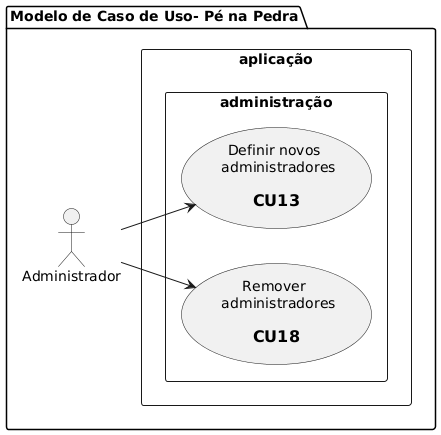 Modelo de Caso de Uso- Pé na Pedra
aplicação
administração
Definir novos
administradores
CU13
Administrador
Remover
administradores
CU18